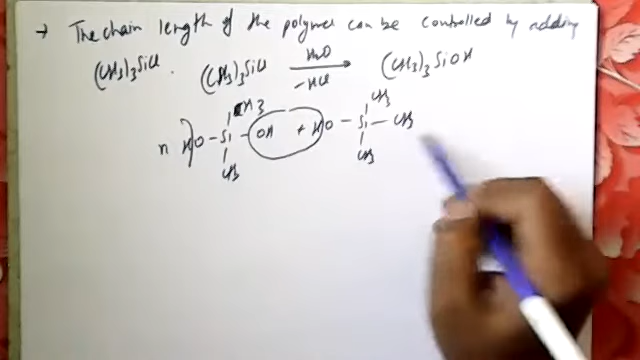 → The chain length of the polymer can be controlled by adding
(CH3)3SiCl . (CH3)3SiCl H2O -HCl → (CH3)3SiOH
CH3 CH3
n HO - Si - OH + HO - Si - CH3
CH3 CH3